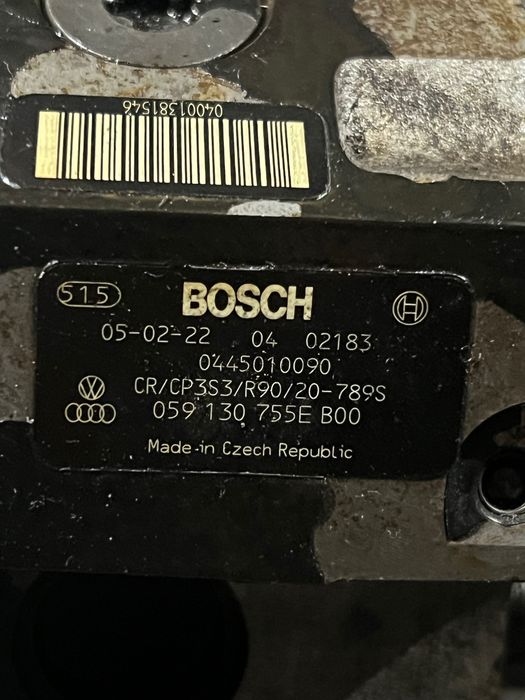 04001381546
515 BOSCH
05-02-22 04 02183
0445010090
CR/CP3S3/R90/20-789S
059 130 755E B00
Made in Czech Republic